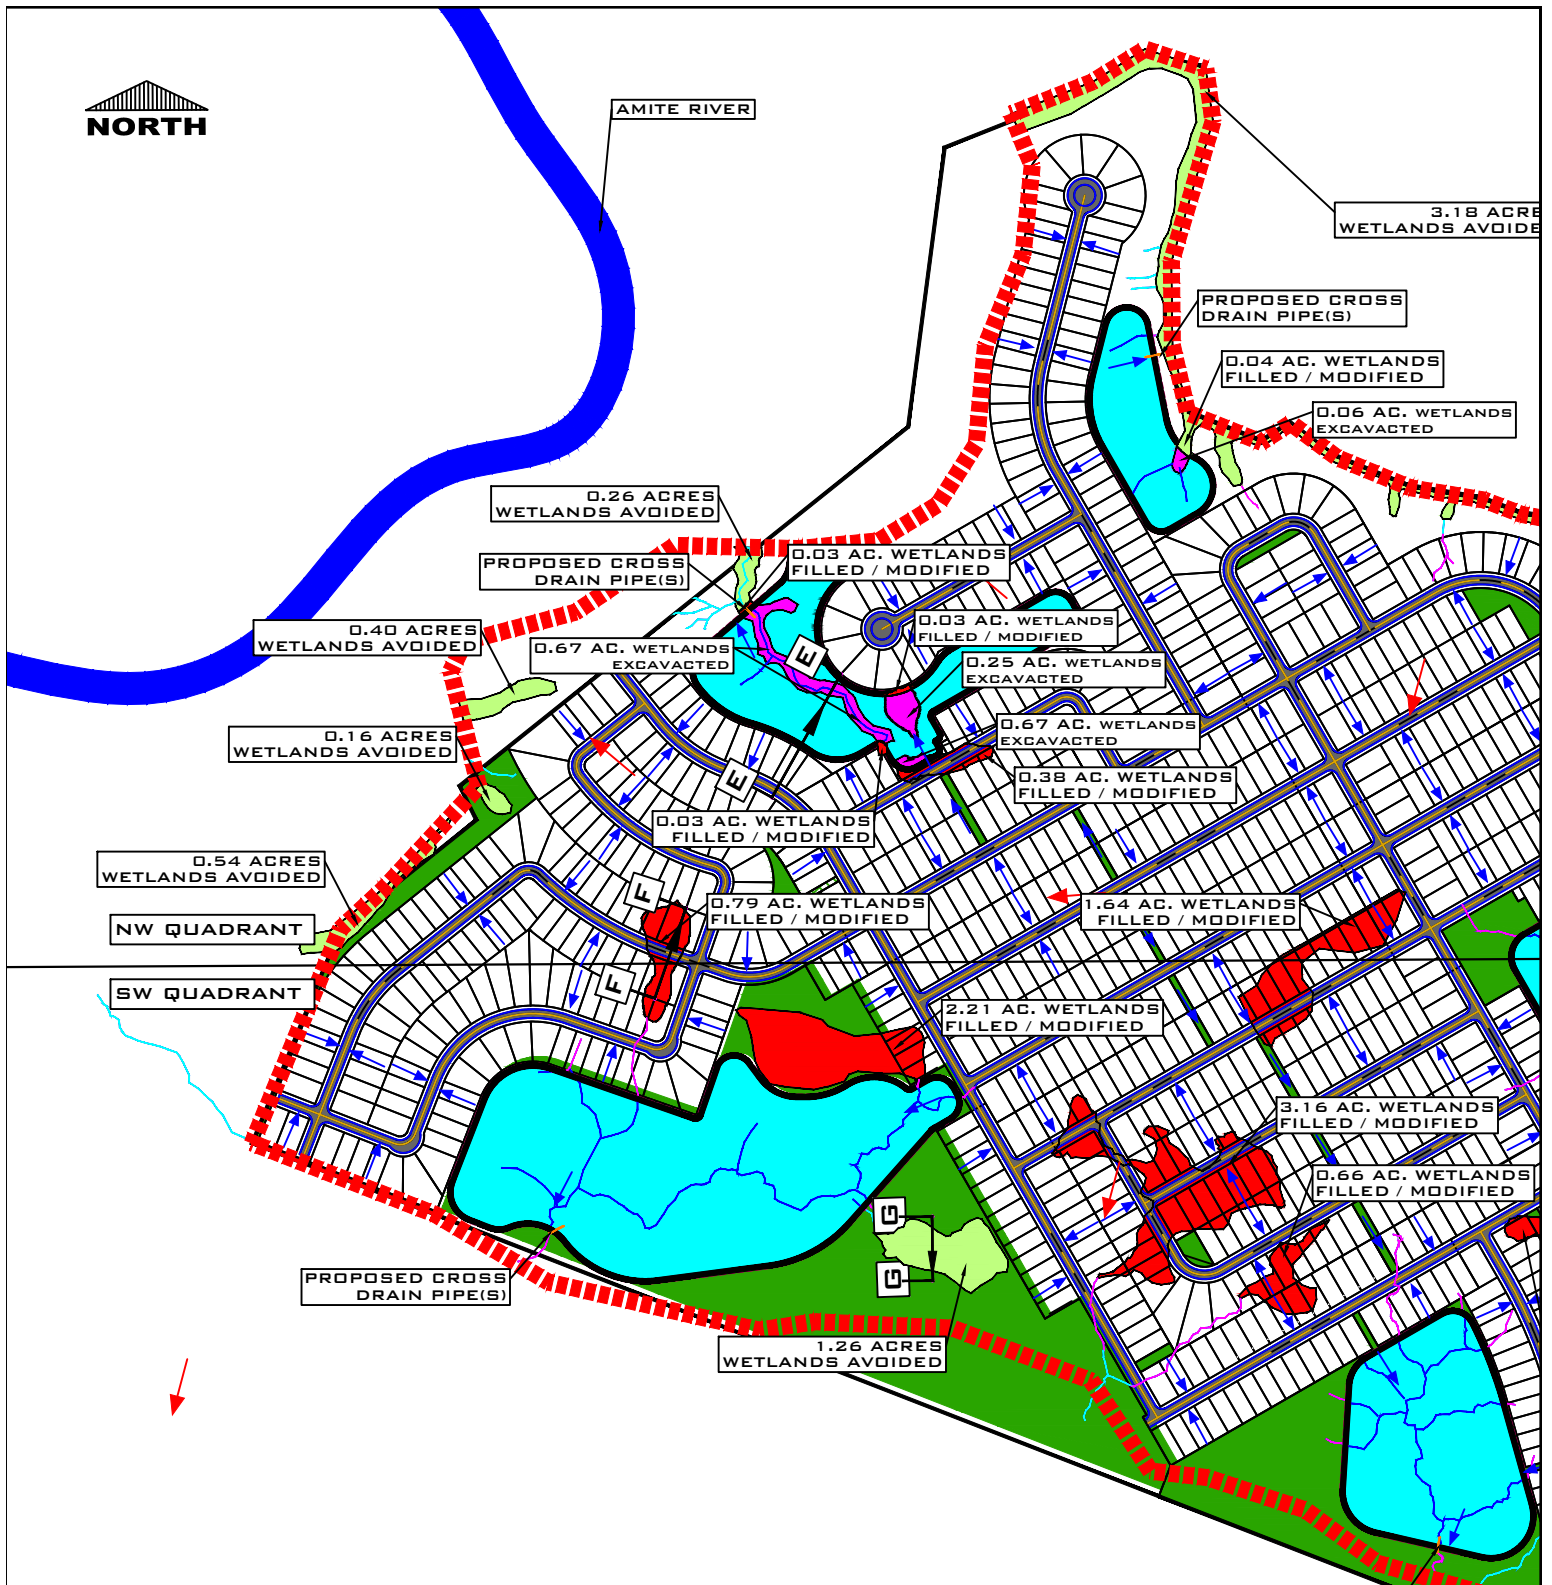 NORTH
AMITE RIVER
3.18 ACRE
WETLANDS AVOIDE
PROPOSED CROSS
DRAIN PIPE(S)
0.04 AC. WETLANDS
FILLED / MODIFIED
0.06 AC. WETLANDS
EXCAVACTED
0.26 ACRES
WETLANDS AVOIDED
PROPOSED CROSS
DRAIN PIPE(S)
0.03 AC. WETLANDS
FILLED / MODIFIED
0.40 ACRES
WETLANDS AVOIDED
0.67 AC. WETLANDS
EXCAVACTED
0.03 AC. WETLANDS
FILLED / MODIFIED
E
0.25 AC. WETLANDS
EXCAVACTED
0.16 ACRES
WETLANDS AVOIDED
0.67 AC. WETLANDS
EXCAVACTED
E
0.38 AC. WETLANDS
FILLED / MODIFIED
0.03 AC. WETLANDS
FILLED / MODIFIED
0.54 ACRES
WETLANDS AVOIDED
F
0.79 AC. WETLANDS
FILLED / MODIFIED
1.64 AC. WETLANDS
FILLED / MODIFIED
NW QUADRANT
SW QUADRANT
F
2.21 AC. WETLANDS
FILLED / MODIFIED
3.16 AC. WETLANDS
FILLED / MODIFIED
0.66 AC. WETLANDS
FILLED / MODIFIED
G
G
PROPOSED CROSS
DRAIN PIPE(S)
1.26 ACRES
WETLANDS AVOIDED